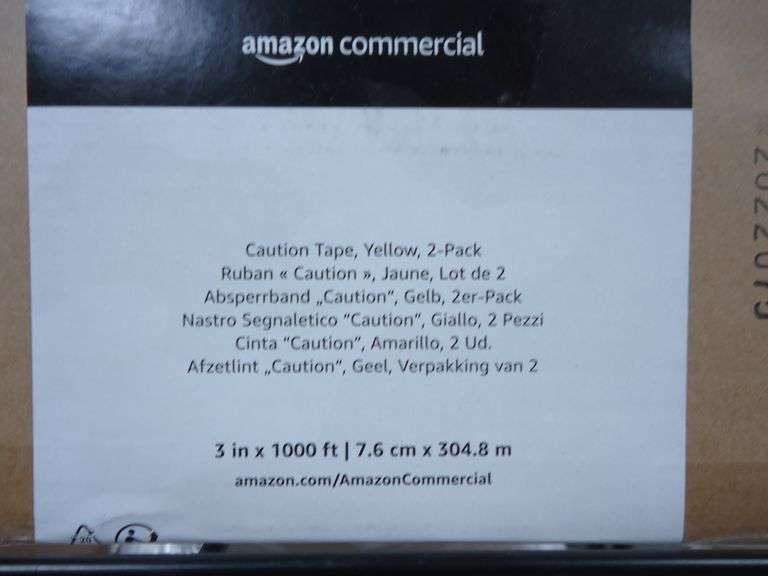 amazon commercial
Caution Tape, Yellow, 2-Pack
Ruban « Caution », Jaune, Lot de 2
Absperrband „Caution“, Gelb, 2er-Pack
Nastro Segnaletico “Caution”, Giallo, 2 Pezzi
Cinta “Caution”, Amarillo, 2 Ud.
Afzetlint „Caution”, Geel, Verpakking van 2
3 in x 1000 ft | 7.6 cm x 304.8 m
amazon.com/AmazonCommercial